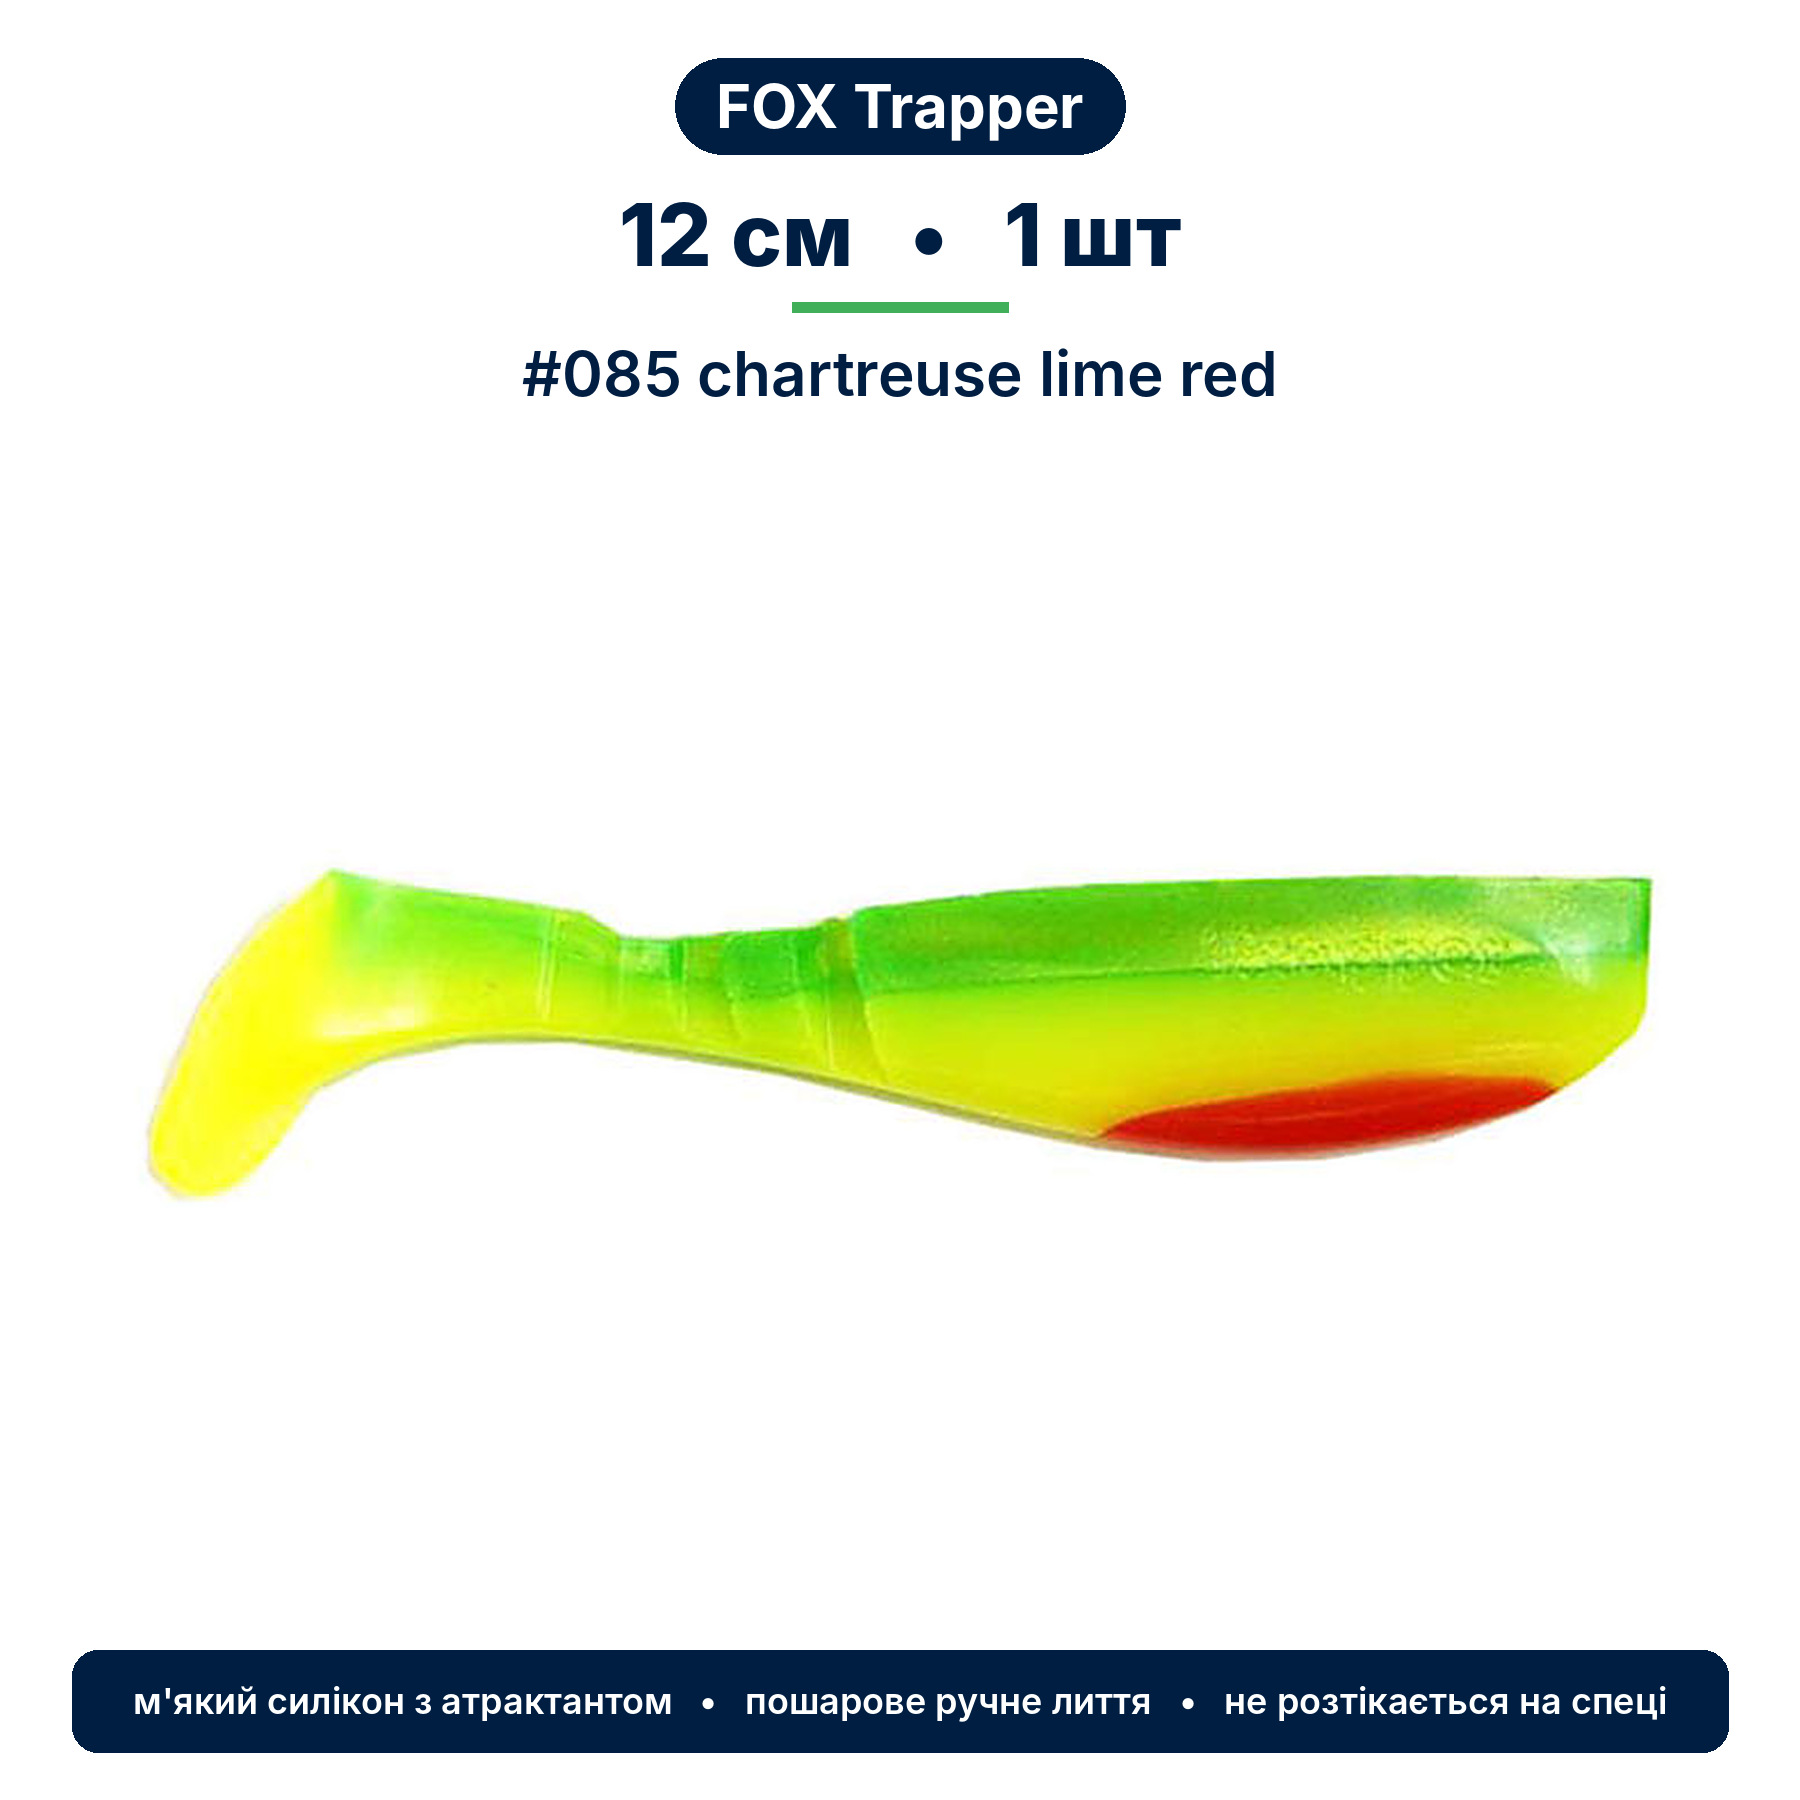 FOX Trapper
12 см • 1 шт
#085 chartreuse lime red
м'який силікон з атрактантом • пошарове ручне лиття • не розтікається на спеці